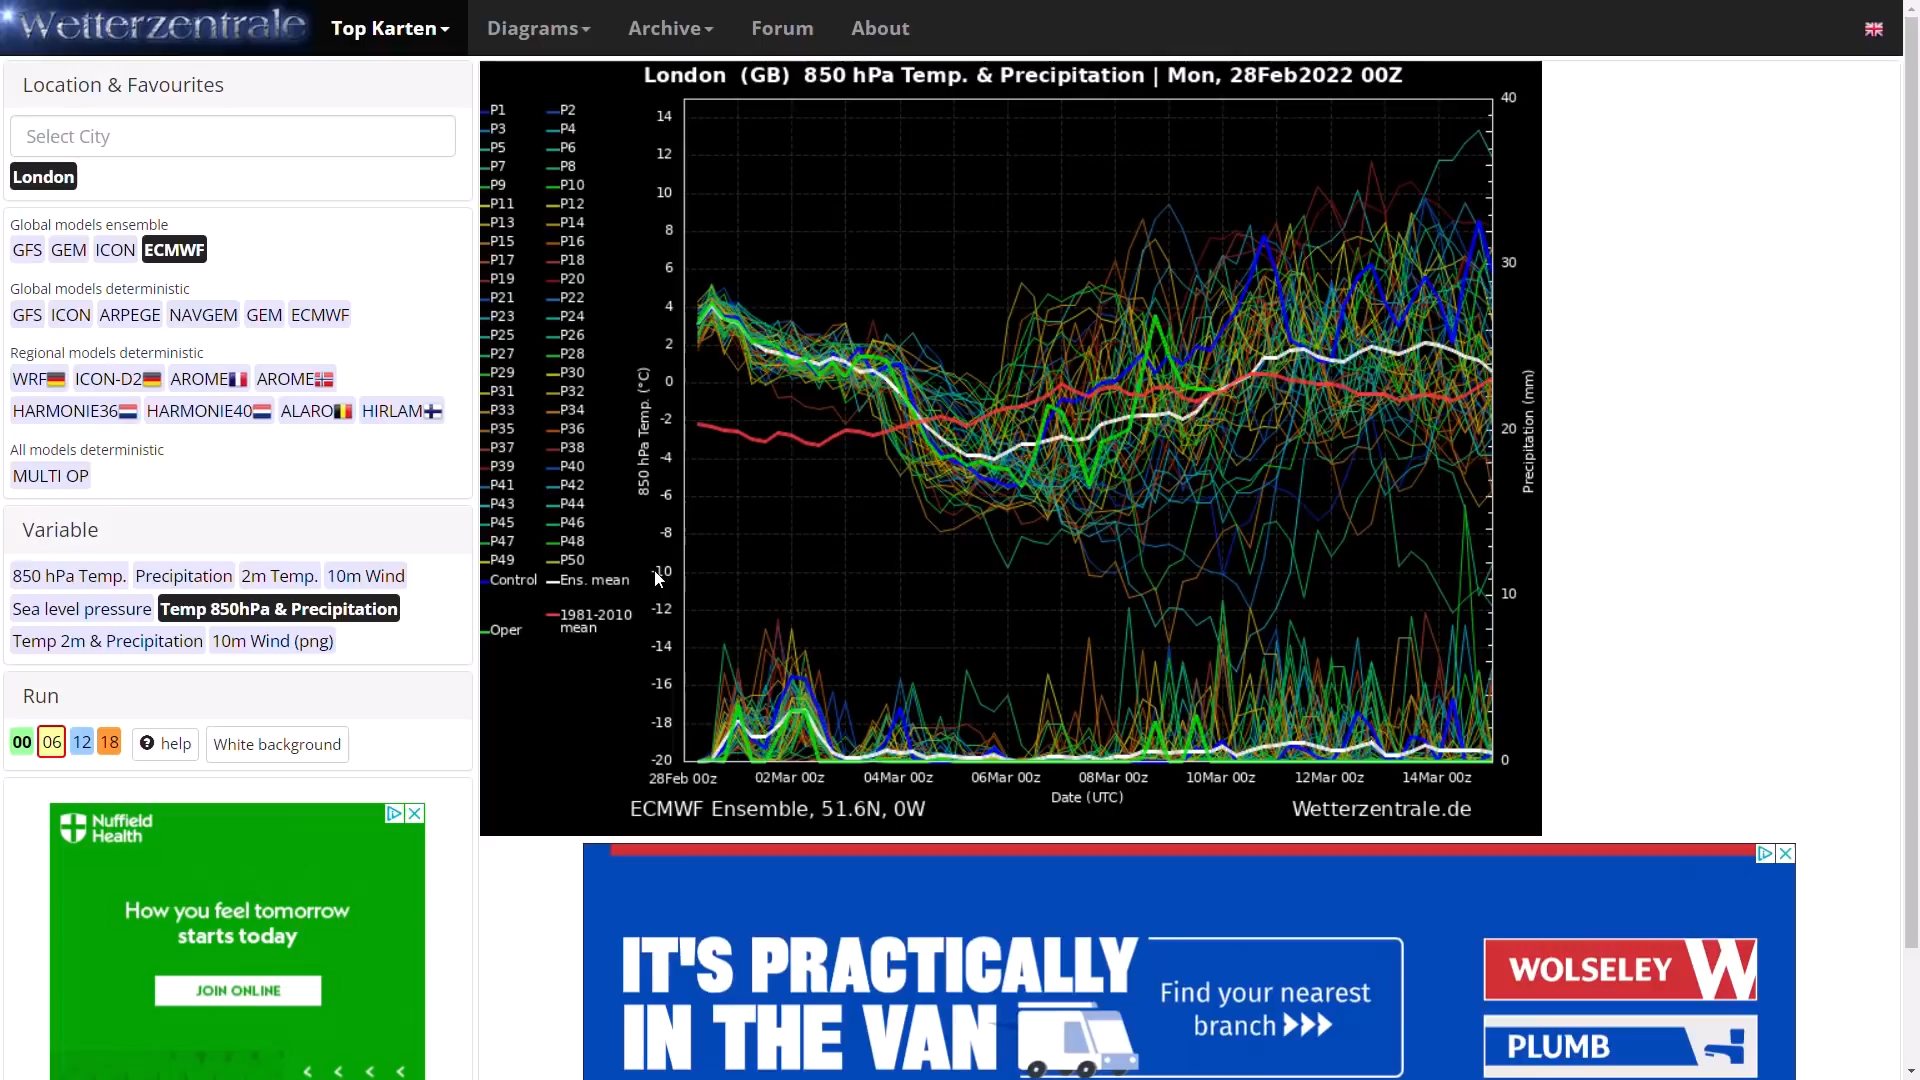 Wetterzentrale
Top Karten
Diagrams
Archive
Forum
About
Location & Favourites
Select City
London
Global models ensemble
GFS GEM ICON ECMWF
Global models deterministic
GFS ICON ARPEGE NAVGEM GEM ECMWF
Regional models deterministic
WRF ICON-D2 AROME AROME
HARMONIE36 HARMONIE40 ALARO HIRLAM
All models deterministic
MULTI OP
Variable
850 hPa Temp. Precipitation 2m Temp. 10m Wind
Sea level pressure Temp 850hPa & Precipitation
Temp 2m & Precipitation 10m Wind (png)
Run
00 06 12 18 help White background
London (GB) 850 hPa Temp. & Precipitation | Mon, 28Feb2022 00Z
P1 P2
P3 P4
P5 P6
P7 P8
P9 P10
P11 P12
P13 P14
P15 P16
P17 P18
P19 P20
P21 P22
P23 P24
P25 P26
P27 P28
P29 P30
P31 P32
P33 P34
P35 P36
P37 P38
P39 P40
P41 P42
P43 P44
P45 P46
P47 P48
P49 P50
Control Ens. mean
1981-2010
mean
Oper
850 hPa Temp. (°C)
14
12
10
8
6
4
2
0
-2
-4
-6
-8
-10
-12
-14
-16
-18
-20
40
30
20
10
0
Precipitation (mm)
28Feb 00z 02Mar 00z 04Mar 00z 06Mar 00z 08Mar 00z 10Mar 00z 12Mar 00z 14Mar 00z
Date (UTC)
ECMWF Ensemble, 51.6N, 0W
Wetterzentrale.de
Nuffield
Health
How you feel tomorrow
starts today
JOIN ONLINE
IT'S PRACTICALLY
IN THE VAN
Find your nearest
branch
WOLSELEY W
PLUMB